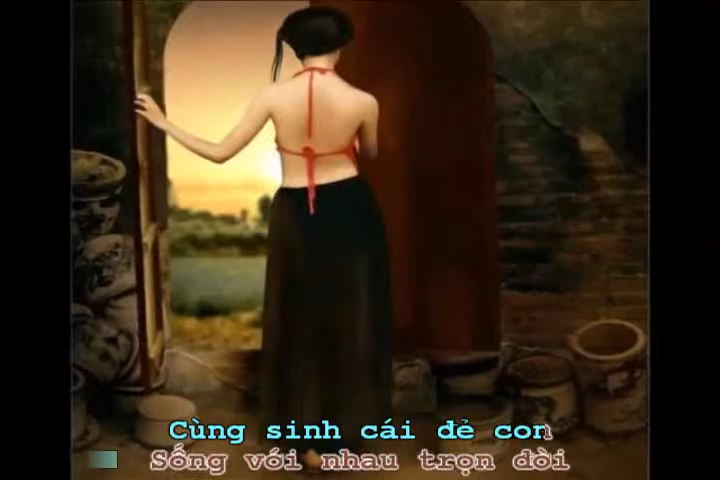 Cùng sinh cái đẻ con
Sống với nhau trọn đời